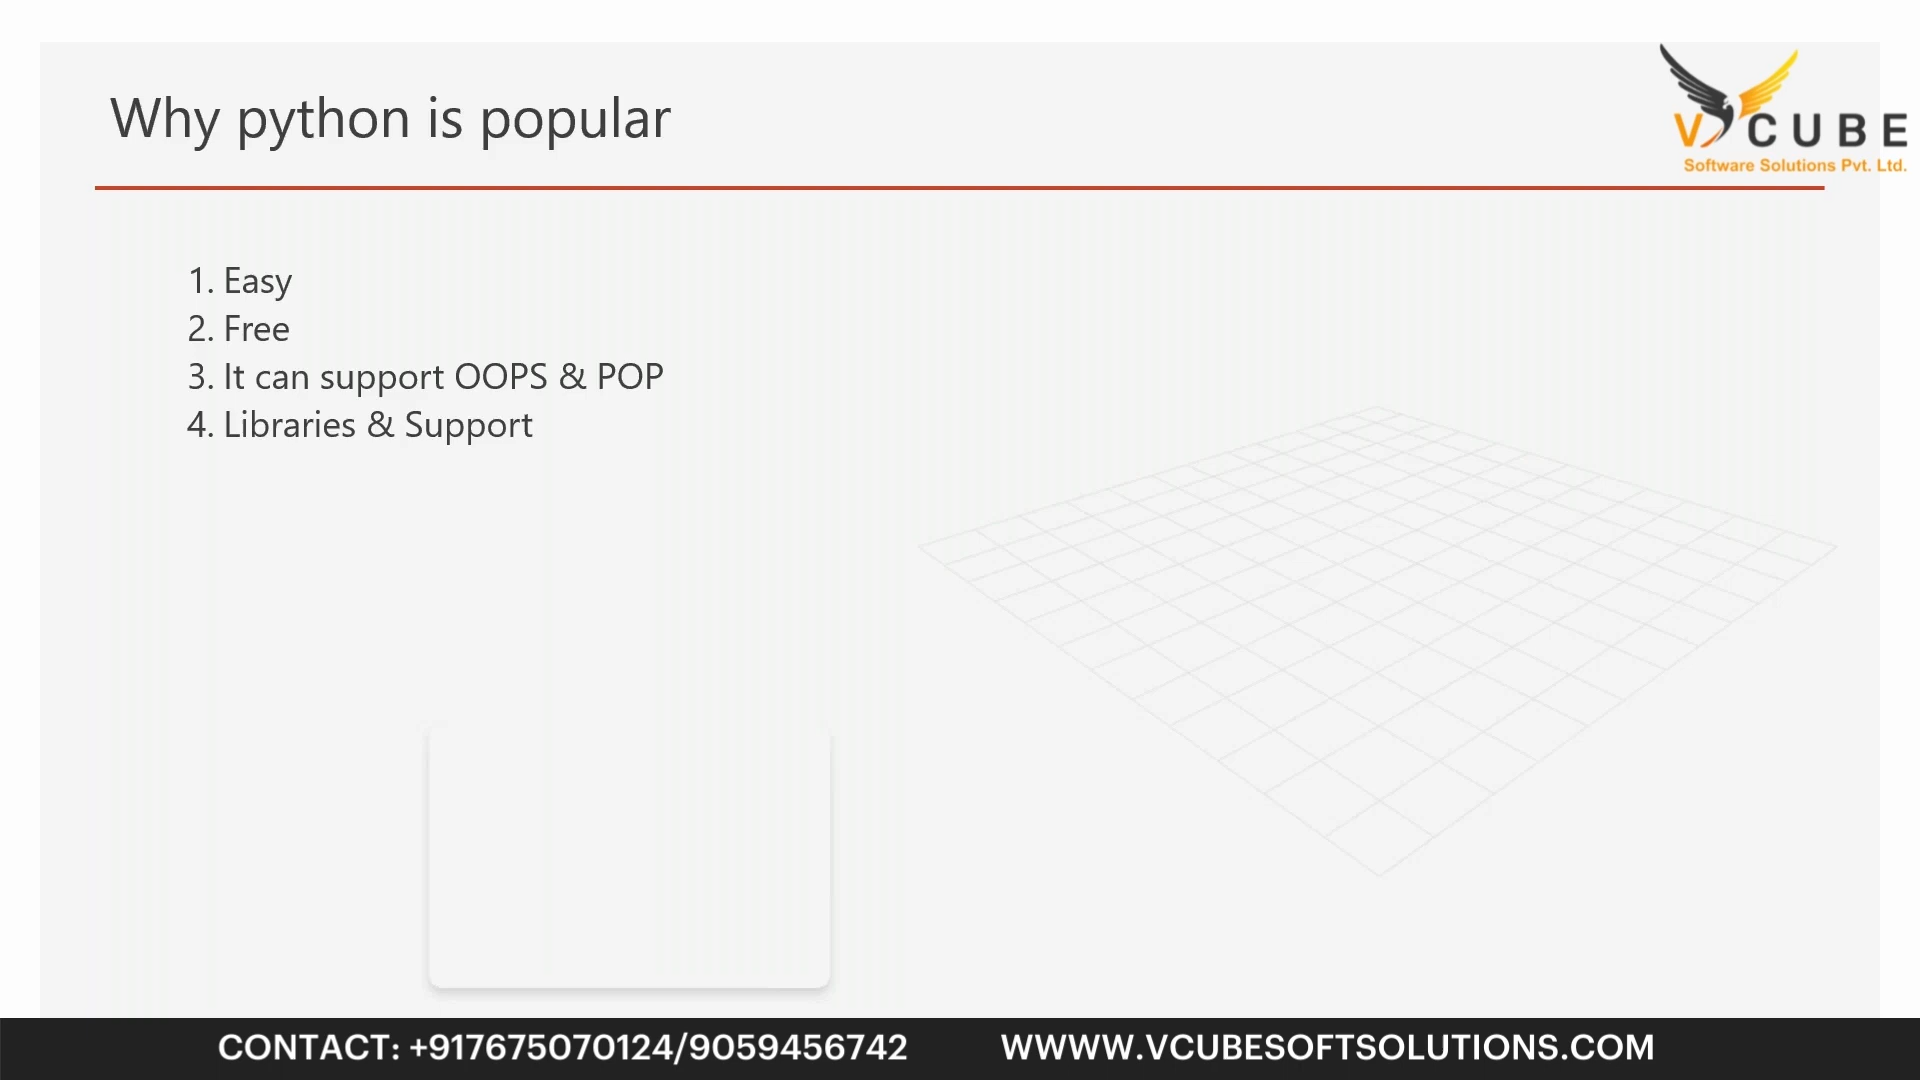 Why python is popular
V CUBE
Software Solutions Pvt. Ltd.
1. Easy
2. Free
3. It can support OOPS & POP
4. Libraries & Support
CONTACT: +917675070124/9059456742 WWWW.VCUBESOFTSOLUTIONS.COM